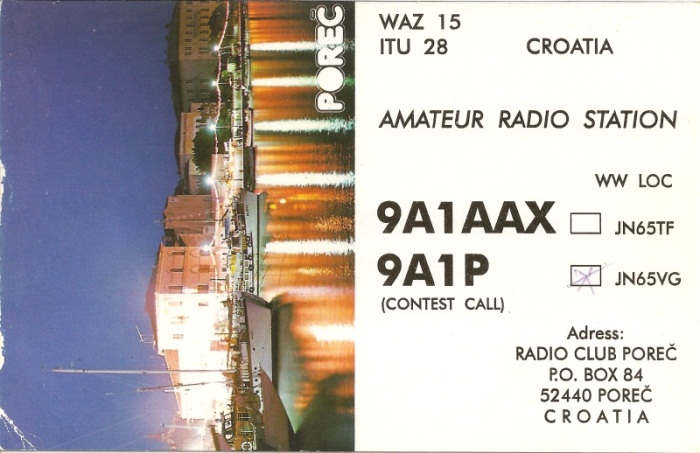 POREČ
WAZ 15
ITU 28 CROATIA
AMATEUR RADIO STATION
WW LOC
9A1AAX JN65TF
9A1P JN65VG
(CONTEST CALL)
Adress:
RADIO CLUB POREČ
P.O. BOX 84
52440 POREČ
CROATIA